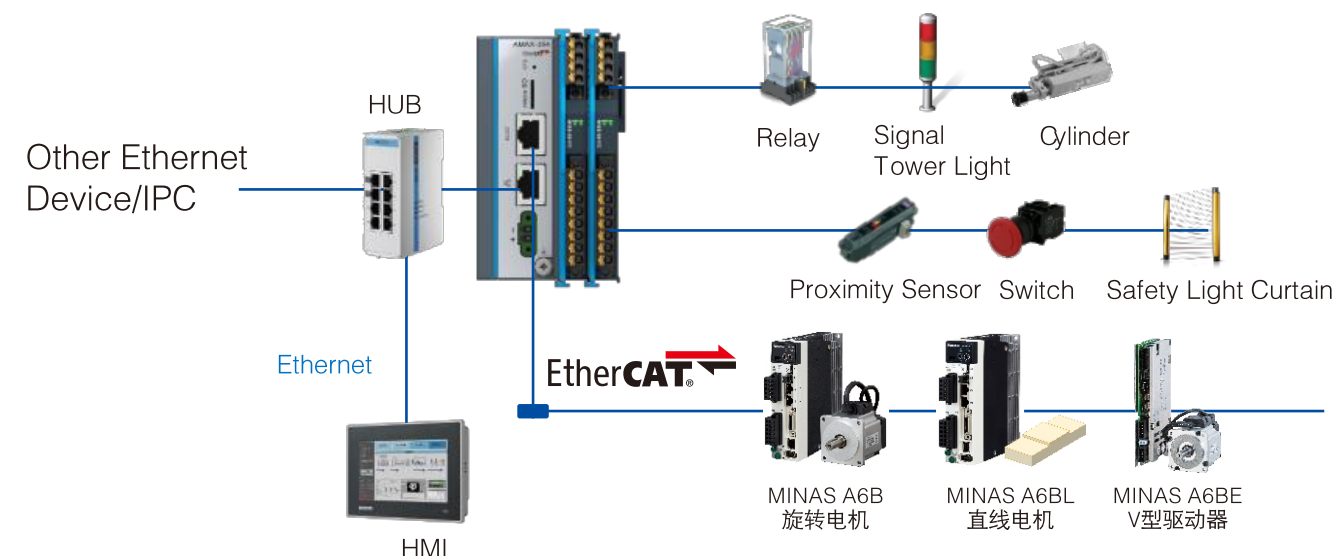 HUB
Other Ethernet
Device/IPC
Ethernet
HMI
Relay
Signal
Tower Light
Cylinder
Proximity Sensor
Switch
Safety Light Curtain
EtherCAT®
MINAS A6B
旋转电机
MINAS A6BL
直线电机
MINAS A6BE
V型驱动器